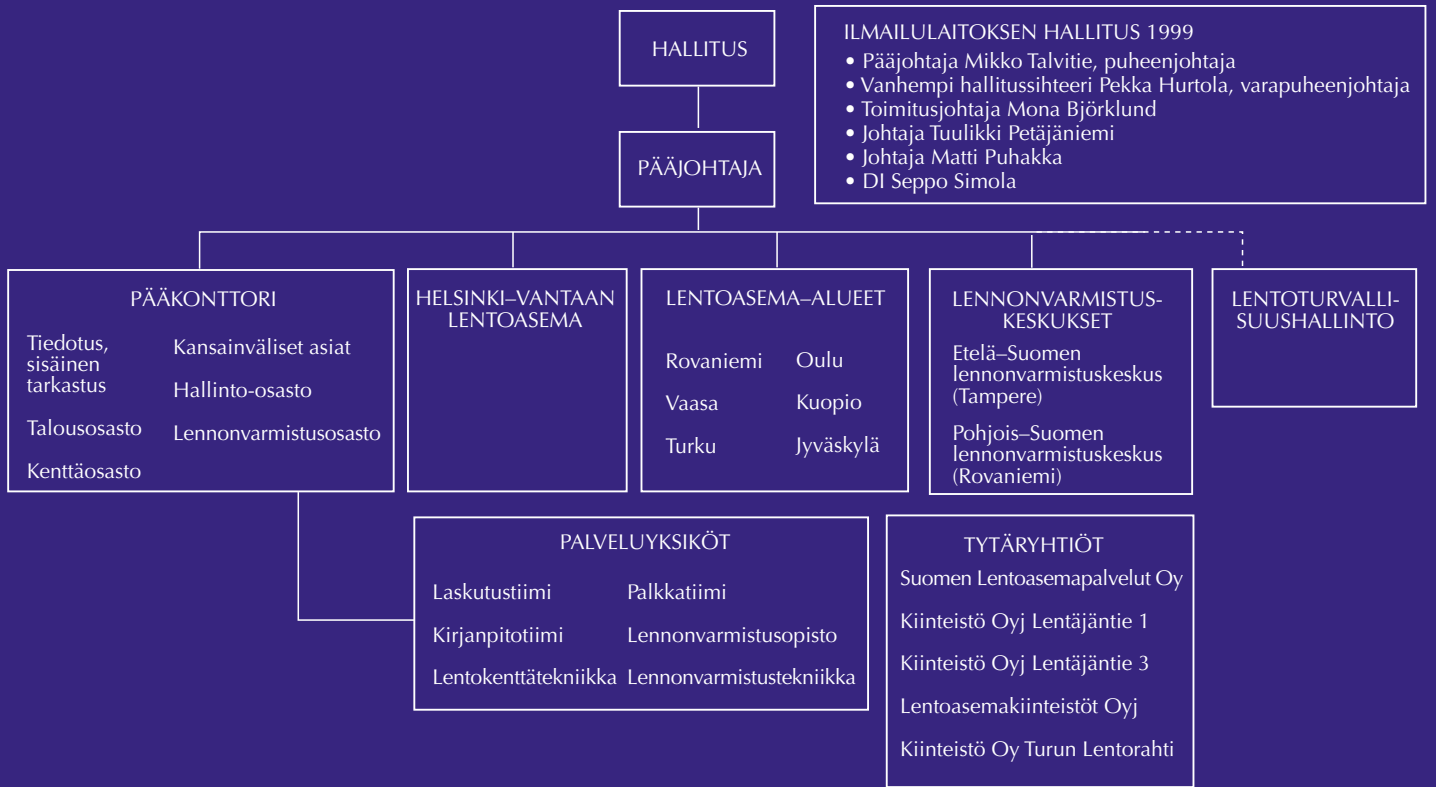 HALLITUS
PÄÄJOHTAJA
ILMAILULAITOKSEN HALLITUS 1999
• Pääjohtaja Mikko Talvitie, puheenjohtaja
• Vanhempi hallitussihteeri Pekka Hurtola, varapuheenjohtaja
• Toimitusjohtaja Mona Björklund
• Johtaja Tuulikki Petäjäniemi
• Johtaja Matti Puhakka
• DI Seppo Simola
PÄÄKONTTORI
Tiedotus,
sisäinen
tarkastus
Talousosasto
Kenttäosasto
Kansainväliset asiat
Hallinto-osasto
Lennonvarmistusosasto
HELSINKI–VANTAAN
LENTOASEMA
LENTOASEMA–ALUEET
Rovaniemi
Vaasa
Turku
Oulu
Kuopio
Jyväskylä
LENNONVARMISTUS-
KESKUKSET
Etelä–Suomen
lennonvarmistuskeskus
(Tampere)
Pohjois–Suomen
lennonvarmistuskeskus
(Rovaniemi)
LENTOTURVALLI-
SUUSHALLINTO
PALVELUYKSIKÖT
Laskutustiimi
Kirjanpitotiimi
Lentokenttätekniikka
Palkkatiimi
Lennonvarmistusopisto
Lennonvarmistustekniikka
TYTÄRYHTIÖT
Suomen Lentoasemapalvelut Oy
Kiinteistö Oyj Lentäjäntie 1
Kiinteistö Oyj Lentäjäntie 3
Lentoasemakiinteistöt Oyj
Kiinteistö Oy Turun Lentorahti